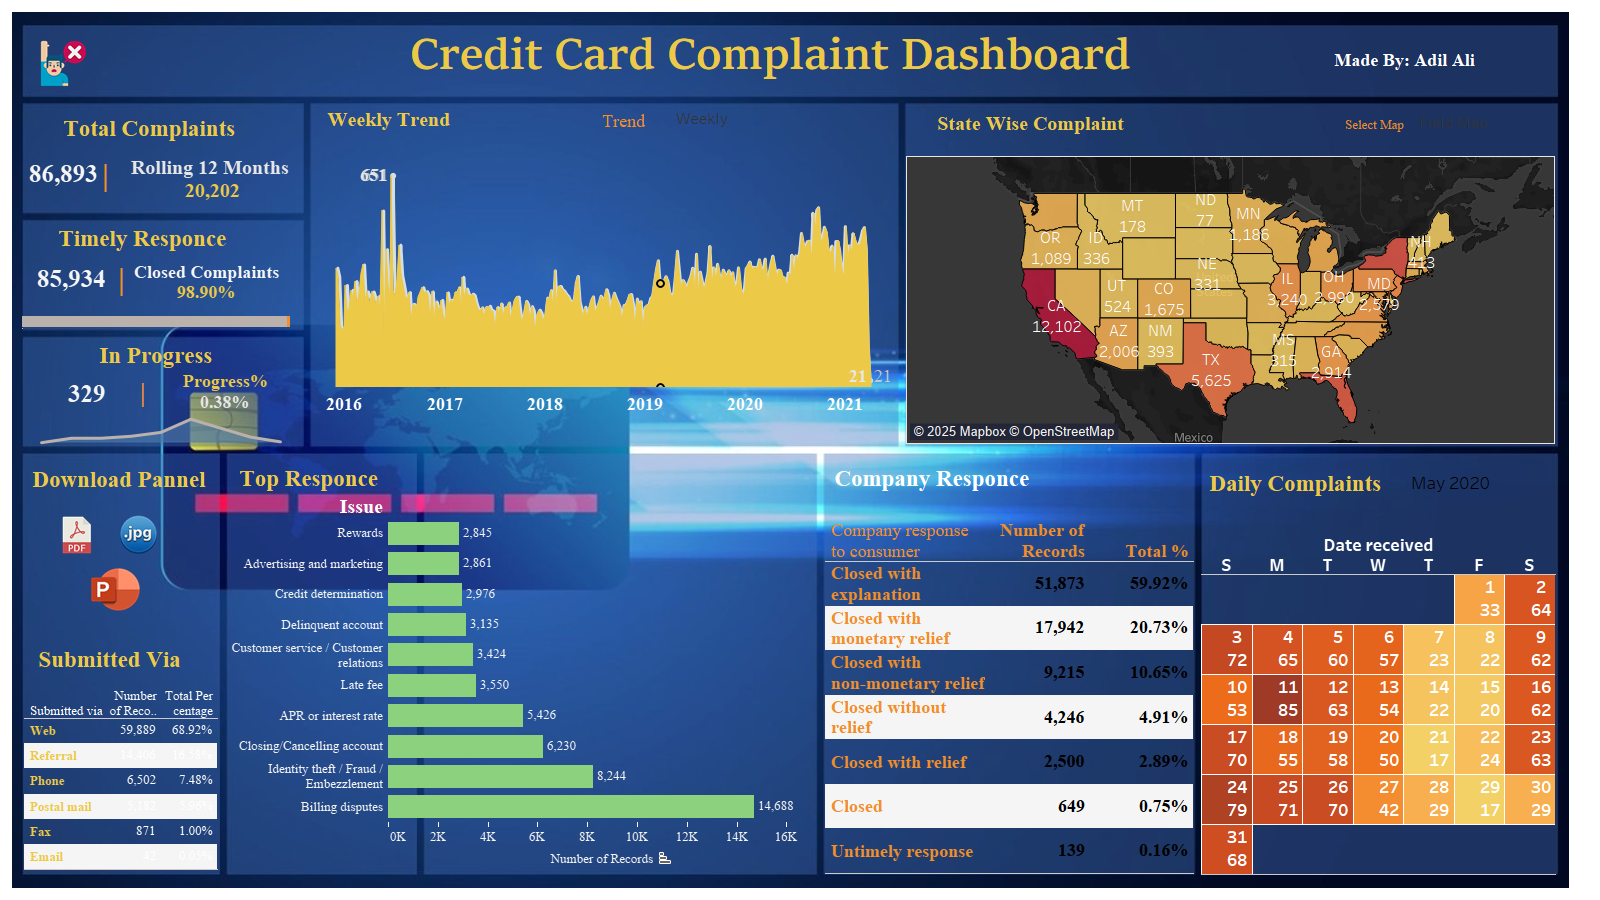 Credit Card Complaint Dashboard
Made By: Adil Ali
Total Complaints
86,893 | Rolling 12 Months
20,202
Timely Responce
85,934 | Closed Complaints
98.90%
In Progress
329 | Progress%
0.38%
Weekly Trend
Trend Weekly
651
21
2016 2017 2018 2019 2020 2021
State Wise Complaint
Select Map
MT
178
ND
77
MN
1,186
OR
1,089
ID
336
NE
331
NH
413
UT
524
CO
1,675
IL
3,240
OH
2,990
MD
2,579
CA
12,102
AZ
2,006
NM
393
MS
315
GA
2,914
TX
5,625
Mexico
© 2025 Mapbox © OpenStreetMap
Download Pannel
PDF
.jpg
P
Submitted Via
Submitted via Number of Reco.. Total Per centage
Web 59,889 68.92%
Referral
Phone 6,502 7.48%
Postal mail
Fax 871 1.00%
Email
Top Responce
Issue
Rewards 2,845
Advertising and marketing 2,861
Credit determination 2,976
Delinquent account 3,135
Customer service / Customer relations 3,424
Late fee 3,550
APR or interest rate 5,426
Closing/Cancelling account 6,230
Identity theft / Fraud / Embezzlement 8,244
Billing disputes 14,688
0K 2K 4K 6K 8K 10K 12K 14K 16K
Number of Records
Company Responce
Company response to consumer Number of Records Total %
Closed with explanation 51,873 59.92%
Closed with monetary relief 17,942 20.73%
Closed with non-monetary relief 9,215 10.65%
Closed without relief 4,246 4.91%
Closed with relief 2,500 2.89%
Closed 649 0.75%
Untimely response 139 0.16%
Daily Complaints May 2020
Date received
S M T W T F S
1 2
33 64
3 4 5 6 7 8 9
72 65 60 57 23 22 62
10 11 12 13 14 15 16
53 85 63 54 22 20 62
17 18 19 20 21 22 23
70 55 58 50 17 24 63
24 25 26 27 28 29 30
79 71 70 42 29 17 29
31
68